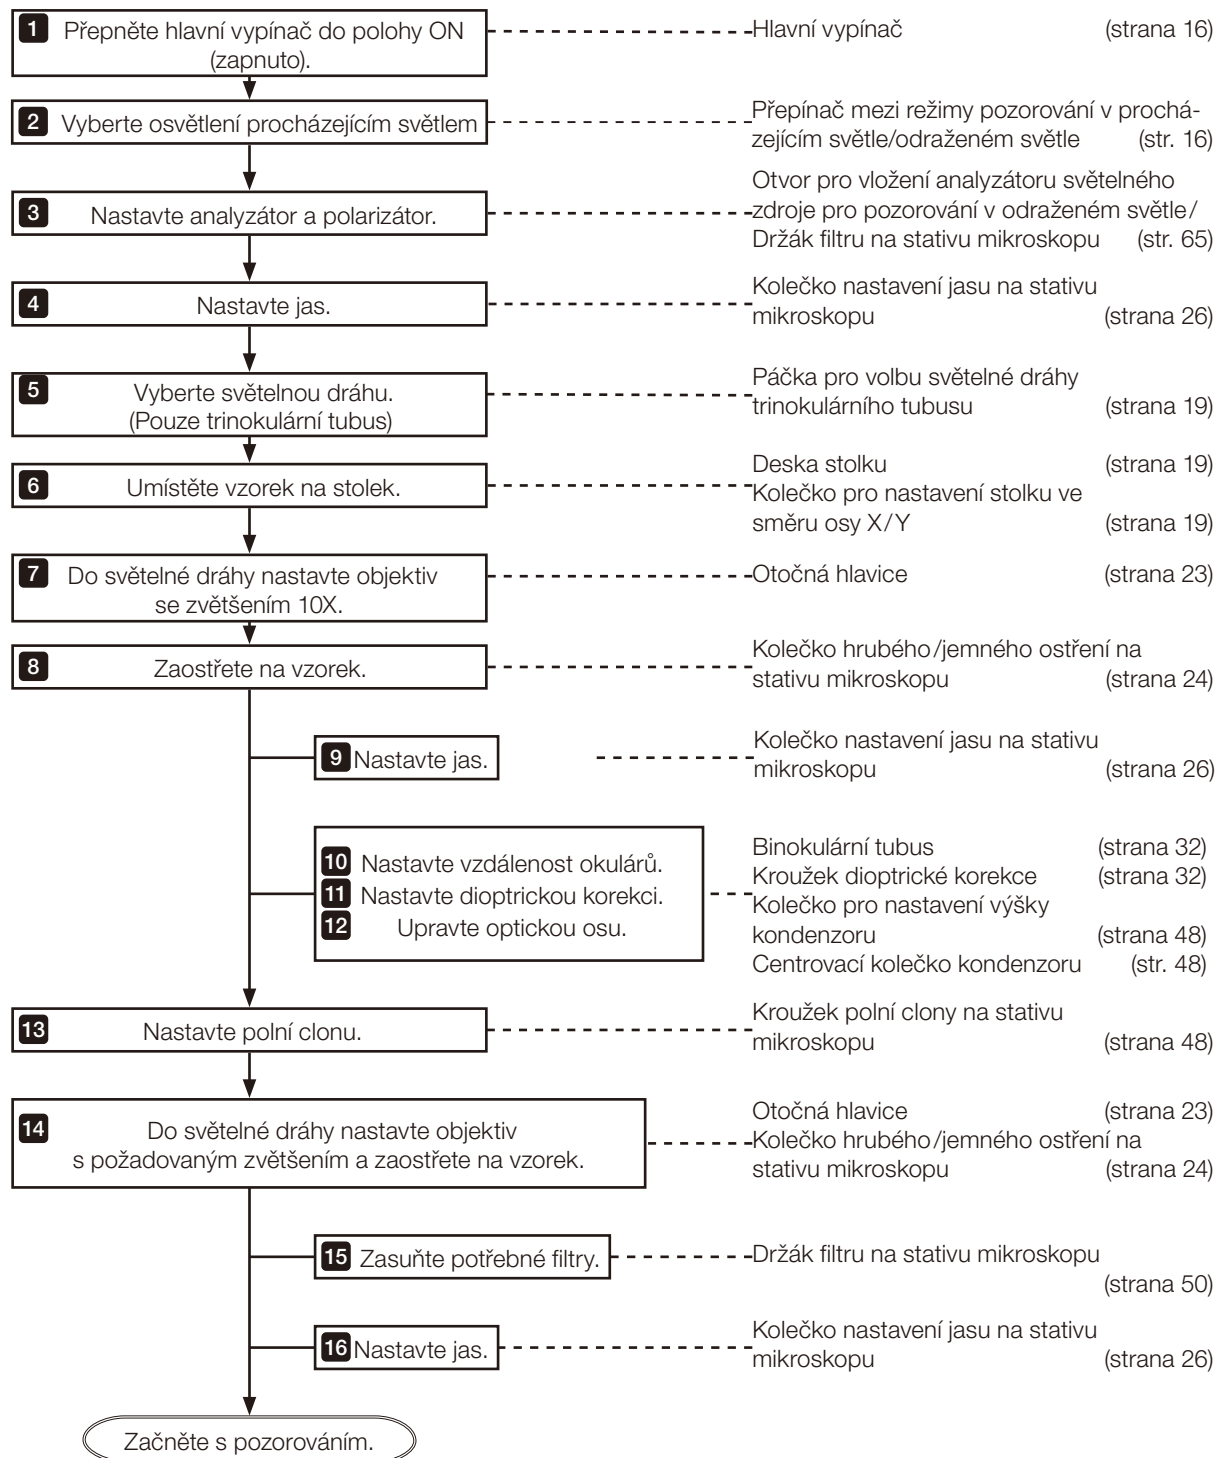 1 Přepněte hlavní vypínač do polohy ON
(zapnuto).
Hlavní vypínač (strana 16)
2 Vyberte osvětlení procházejícím světlem
Přepínač mezi režimy pozorování v prochá-
zejícím světle/odraženém světle (str. 16)
3 Nastavte analyzátor a polarizátor.
Otvor pro vložení analyzátoru světelného
zdroje pro pozorování v odraženém světle/
Držák filtru na stativu mikroskopu (str. 65)
4 Nastavte jas.
Kolečko nastavení jasu na stativu
mikroskopu (strana 26)
5 Vyberte světelnou dráhu.
(Pouze trinokulární tubus)
Páčka pro volbu světelné dráhy
trinokulárního tubusu (strana 19)
6 Umístěte vzorek na stolek.
Deska stolku (strana 19)
Kolečko pro nastavení stolku ve
směru osy X/Y (strana 19)
7 Do světelné dráhy nastavte objektiv
se zvětšením 10X.
Otočná hlavice (strana 23)
8 Zaostřete na vzorek.
Kolečko hrubého/jemného ostření na
stativu mikroskopu (strana 24)
9 Nastavte jas.
Kolečko nastavení jasu na stativu
mikroskopu (strana 26)
10 Nastavte vzdálenost okulárů.
11 Nastavte dioptrickou korekci.
12 Upravte optickou osu.
Binokulární tubus (strana 32)
Kroužek dioptrické korekce (strana 32)
Kolečko pro nastavení výšky
kondenzoru (strana 48)
Centrovací kolečko kondenzoru (str. 48)
13 Nastavte polní clonu.
Kroužek polní clony na stativu
mikroskopu (strana 48)
14 Do světelné dráhy nastavte objektiv
s požadovaným zvětšením a zaostřete na vzorek.
Otočná hlavice (strana 23)
Kolečko hrubého/jemného ostření na
stativu mikroskopu (strana 24)
15 Zasuňte potřebné filtry.
Držák filtru na stativu mikroskopu
(strana 50)
16 Nastavte jas.
Kolečko nastavení jasu na stativu
mikroskopu (strana 26)
Začněte s pozorováním.